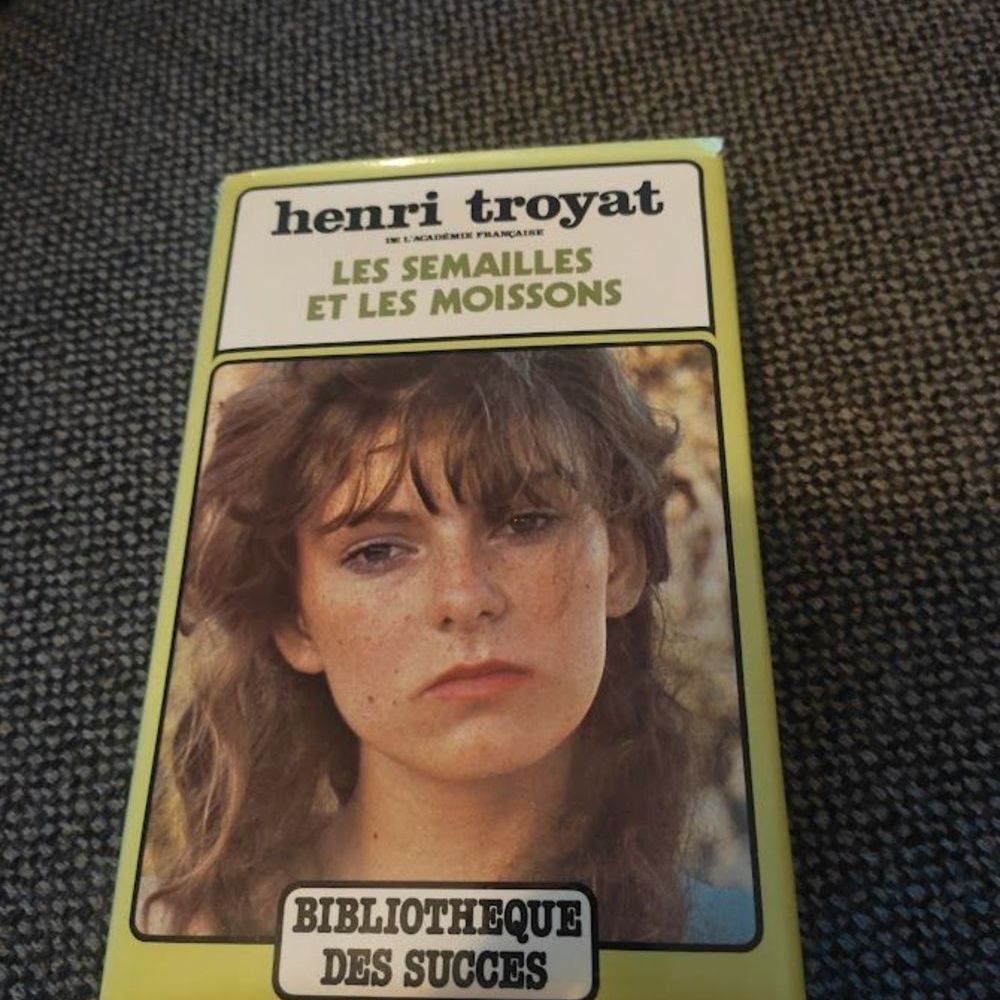 henri troyat
DE L'ACADÉMIE FRANÇAISE
LES SEMAILLES
ET LES MOISSONS
BIBLIOTHEQUE
DES SUCCES